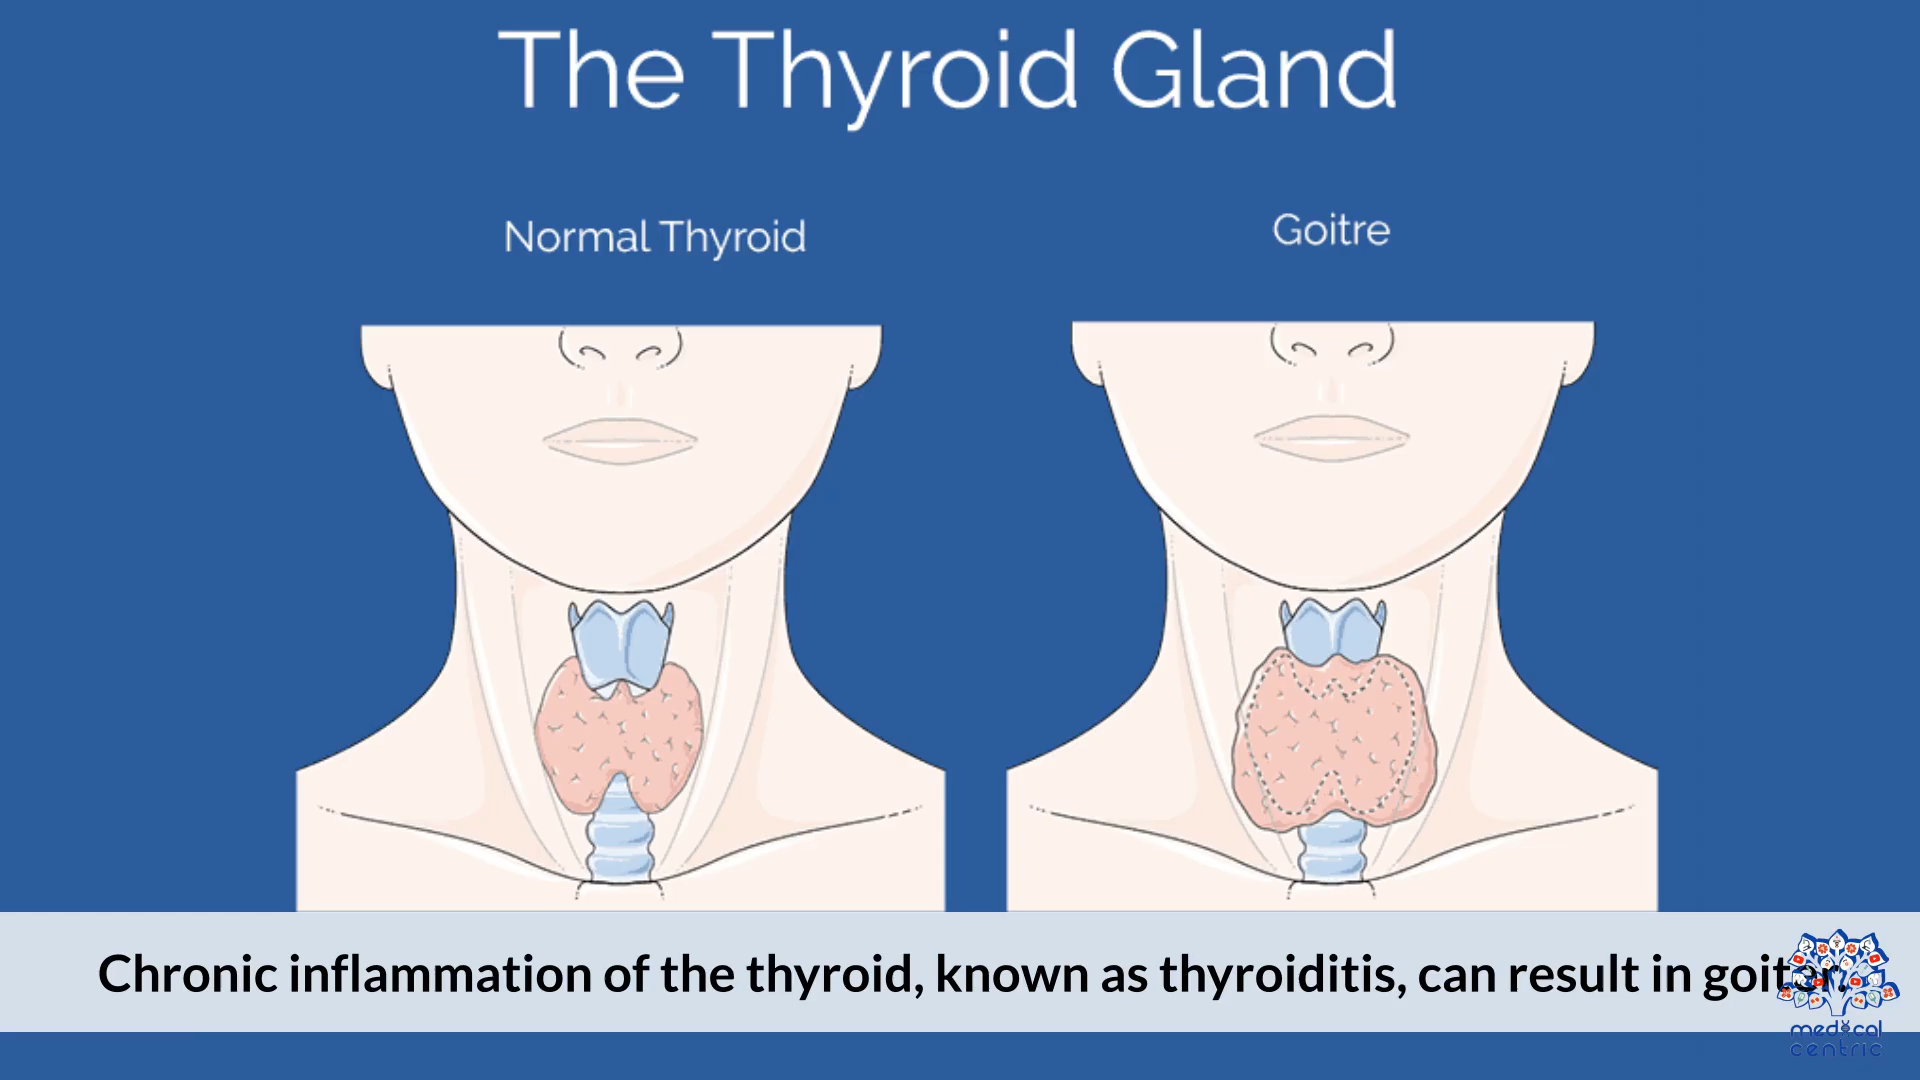 The Thyroid Gland
Normal Thyroid
Goitre
Chronic inflammation of the thyroid, known as thyroiditis, can result in goiter.
medical
centric